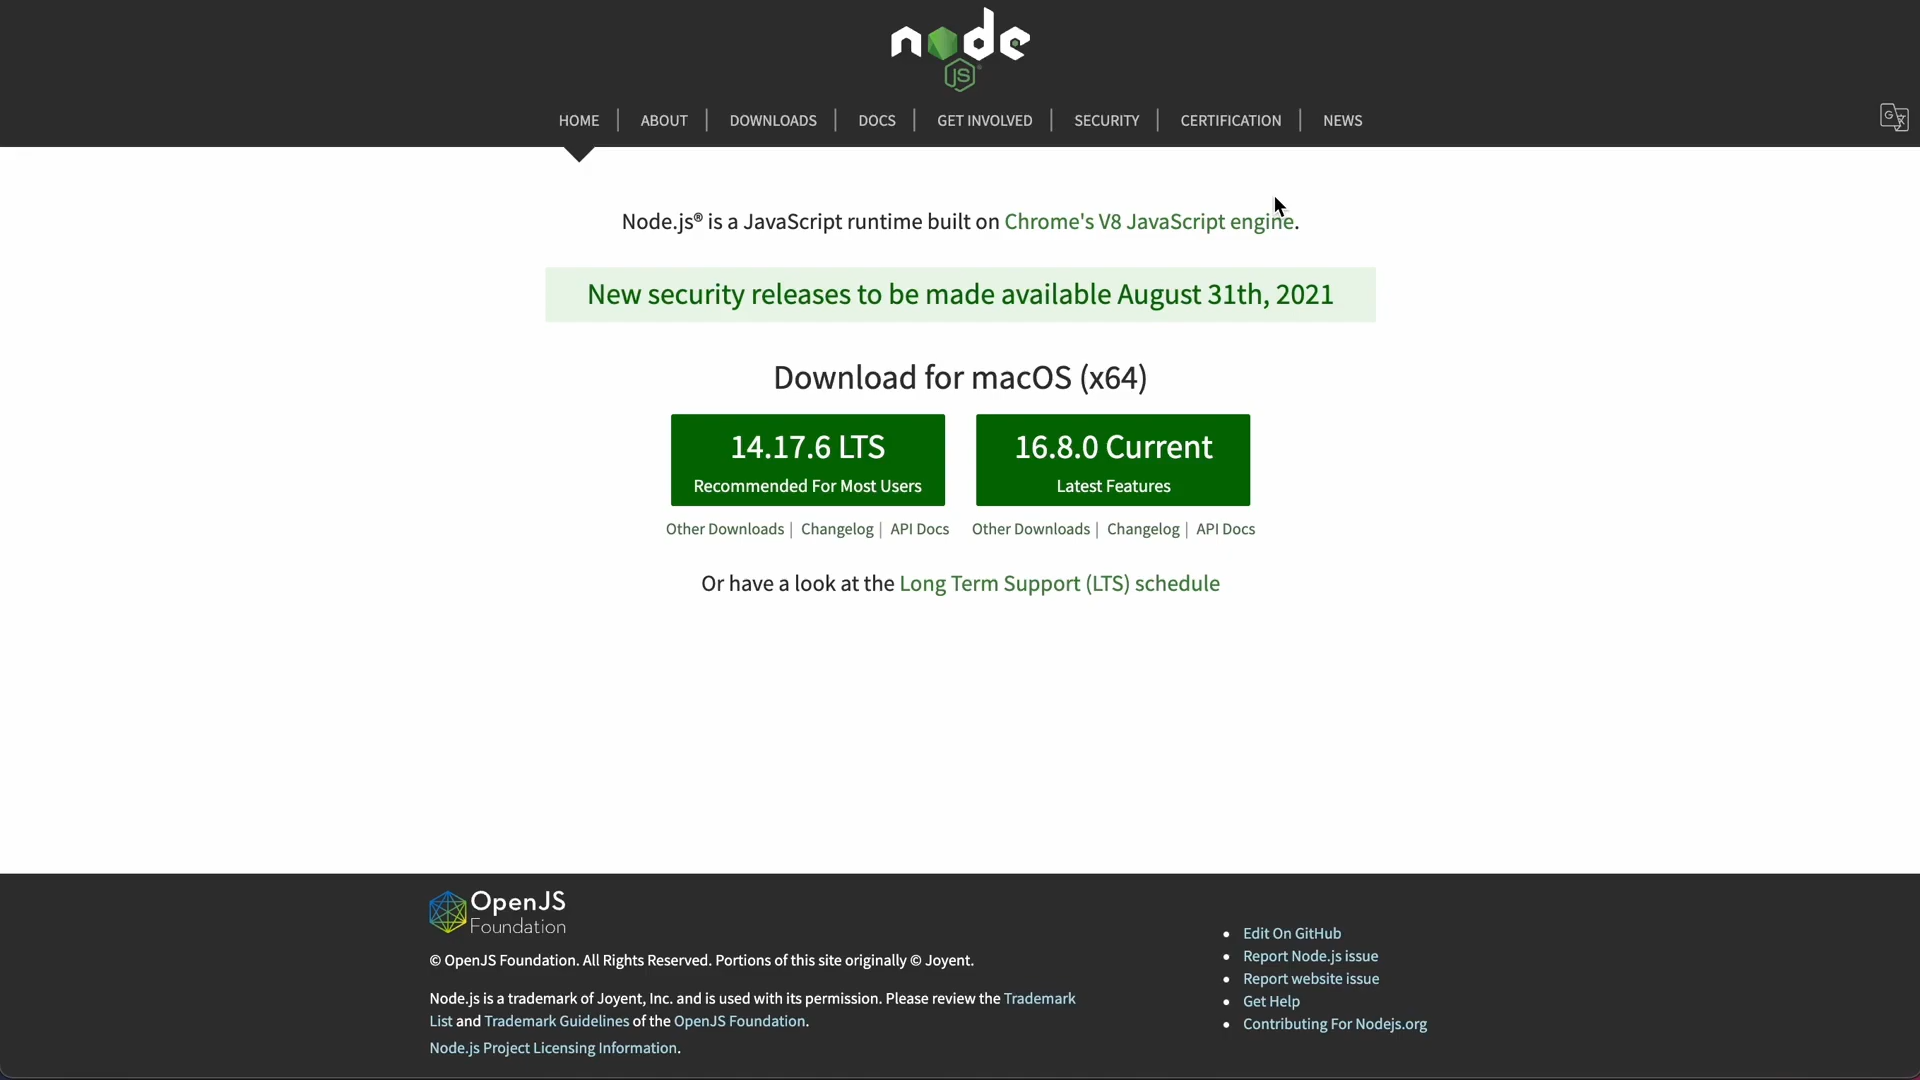 node
JS
HOME | ABOUT | DOWNLOADS | DOCS | GET INVOLVED | SECURITY | CERTIFICATION | NEWS
Node.js® is a JavaScript runtime built on Chrome's V8 JavaScript engine.
New security releases to be made available August 31th, 2021
Download for macOS (x64)
14.17.6 LTS
Recommended For Most Users
16.8.0 Current
Latest Features
Other Downloads | Changelog | API Docs
Other Downloads | Changelog | API Docs
Or have a look at the Long Term Support (LTS) schedule
OpenJS
Foundation
© OpenJS Foundation. All Rights Reserved. Portions of this site originally © Joyent.
Node.js is a trademark of Joyent, Inc. and is used with its permission. Please review the Trademark
List and Trademark Guidelines of the OpenJS Foundation.
Node.js Project Licensing Information.
Edit On GitHub
Report Node.js issue
Report website issue
Get Help
Contributing For Nodejs.org